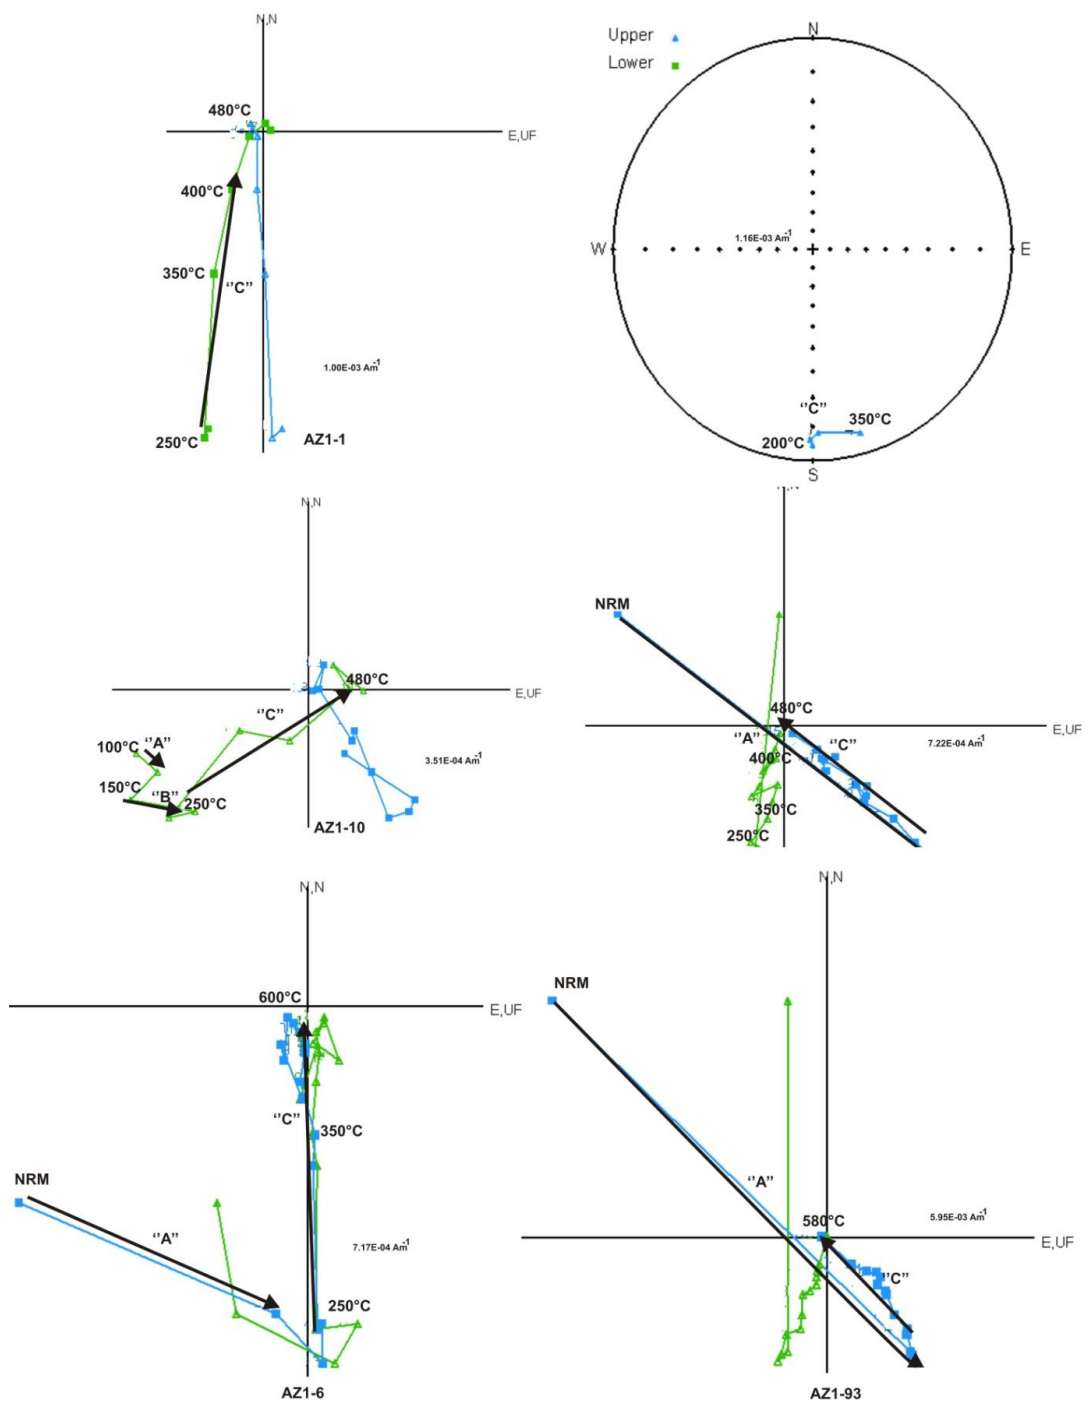 N,N
480°C
E,UF
400°C
350°C
‘’C’’
1.00E-03 Am-1
250°C
AZ1-1
Upper
Lower
N
W
1.16E-03 Am-1
E
‘’C’’
350°C
200°C
S
N,N
480°C
E,UF
‘’C’’
100°C
‘’A’’
3.51E-04 Am-1
150°C
‘’B’’
250°C
AZ1-10
N,N
NRM
480°C
E,UF
‘’A’’
‘’C’’
7.22E-04 Am-1
400°C
350°C
250°C
N,N
600°C
E,UF
‘’C’’
350°C
NRM
‘’A’’
7.17E-04 Am-1
250°C
AZ1-6
N,N
NRM
‘’A’’
580°C
5.95E-03 Am-1
E,UF
‘’C’’
AZ1-93